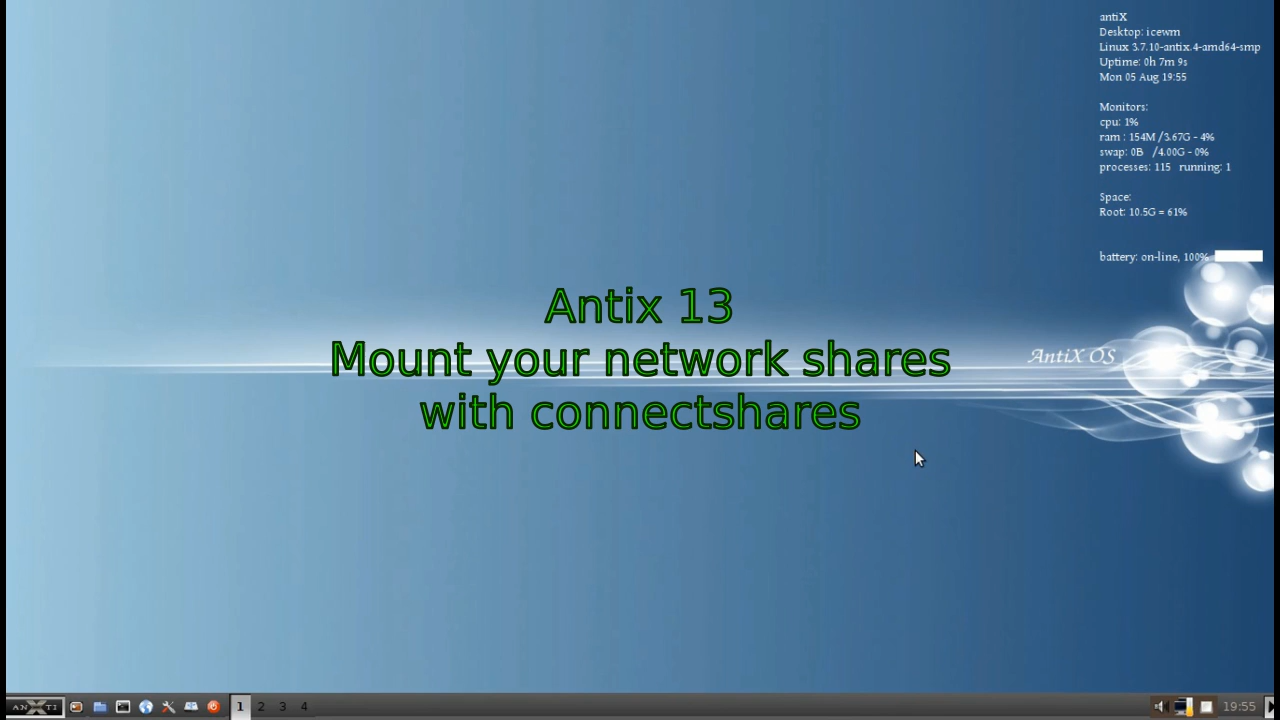 antiX
Desktop: icewm
Linux 3.7.10-antix.4-amd64-smp
Uptime: 0h 7m 9s
Mon 05 Aug 19:55
Monitors:
cpu: 1%
ram : 154M /3.67G - 4%
swap: 0B /4.00G - 0%
processes: 115 running: 1
Space:
Root: 10.5G = 61%
battery: on-line, 100%
Antix 13
Mount your network shares
with connectshares
AntiX OS
ANXTI 1 2 3 4 19:55